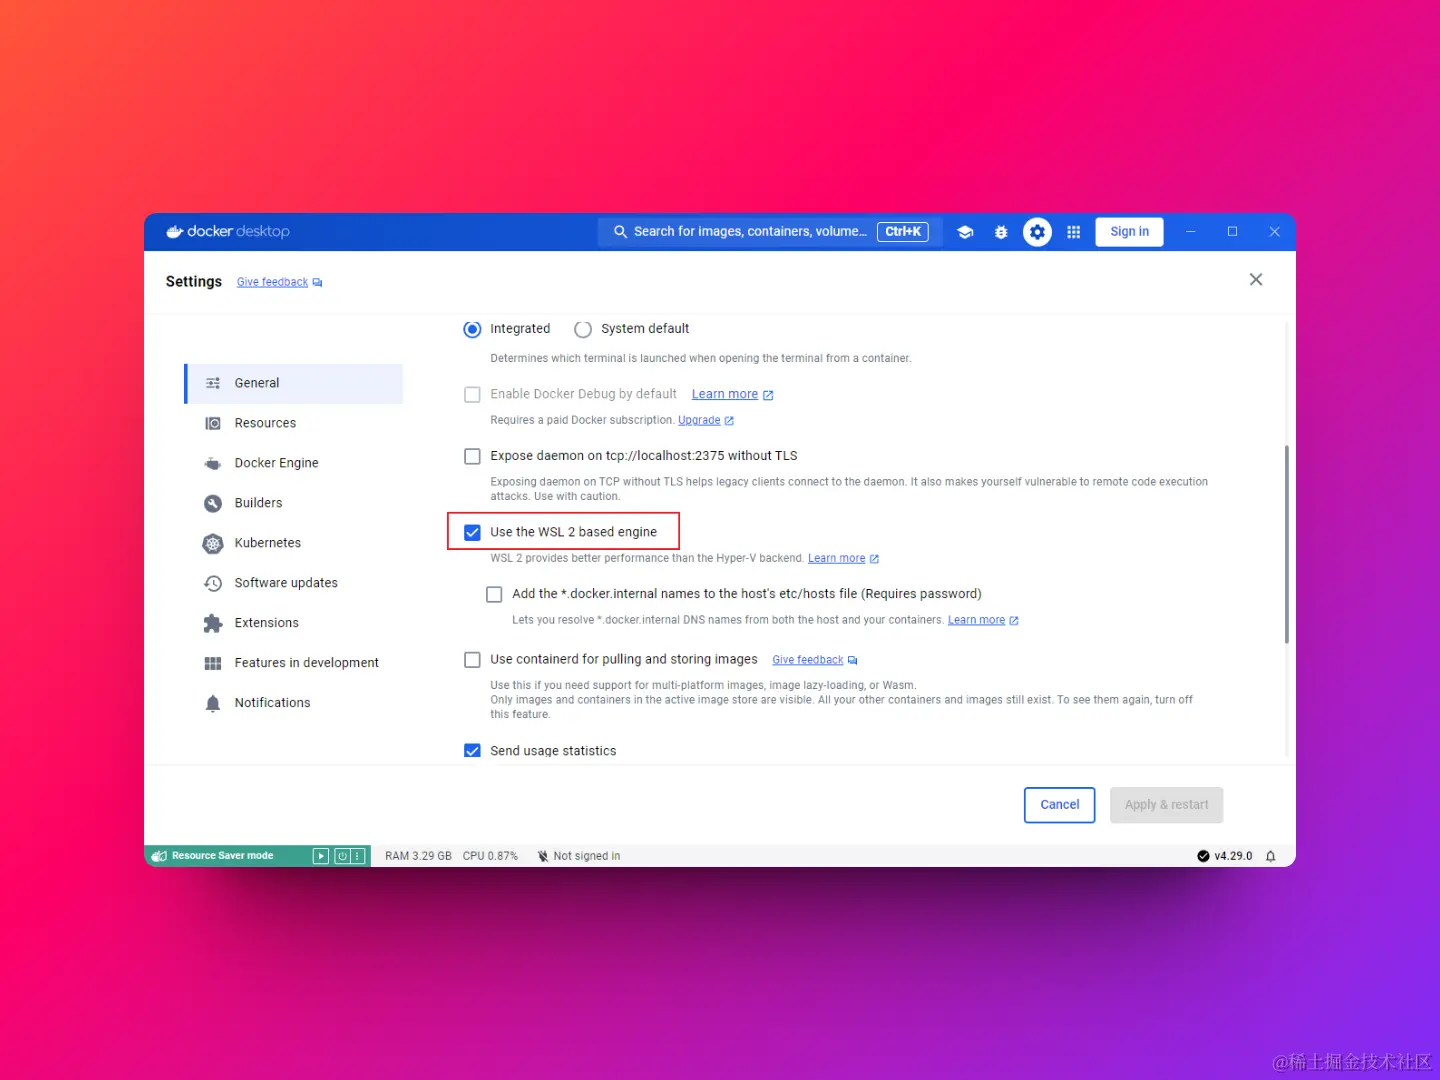 docker desktop
Search for images, containers, volume... Ctrl+K
Sign in
Settings Give feedback
Integrated System default
Determines which terminal is launched when opening the terminal from a container.
General
Enable Docker Debug by default Learn more
Resources
Requires a paid Docker subscription. Upgrade
Docker Engine
Expose daemon on tcp://localhost:2375 without TLS
Exposing daemon on TCP without TLS helps legacy clients connect to the daemon. It also makes yourself vulnerable to remote code execution
attacks. Use with caution.
Builders
Use the WSL 2 based engine
Kubernetes
WSL 2 provides better performance than the Hyper-V backend. Learn more
Software updates
Add the *.docker.internal names to the host's etc/hosts file (Requires password)
Extensions
Lets you resolve *.docker.internal DNS names from both the host and your containers. Learn more
Features in development
Use containerd for pulling and storing images Give feedback
Use this if you need support for multi-platform images, image lazy-loading, or Wasm.
Only images and containers in the active image store are visible. All your other containers and images still exist. To see them again, turn off
this feature.
Notifications
Send usage statistics
Cancel
Apply & restart
Resource Saver mode
RAM 3.29 GB CPU 0.87% Not signed in
v4.29.0
@稀土掘金技术社区